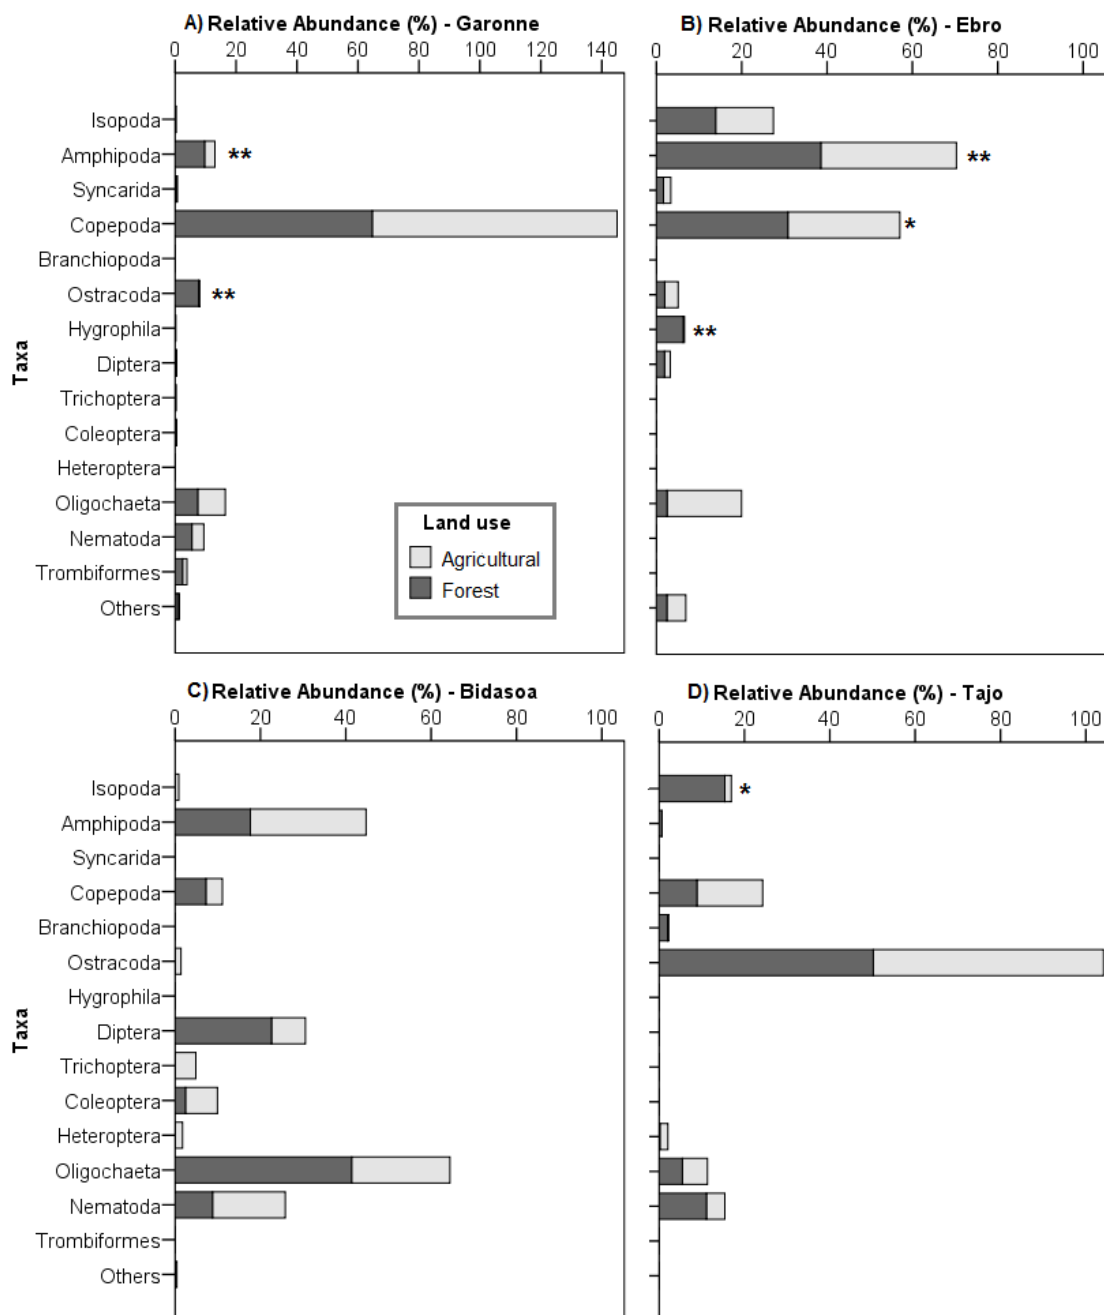 A) Relative Abundance (%) - Garonne
0 20 40 60 80 100 120 140
Isopoda
Amphipoda **
Syncarida
Copepoda
Branchiopoda
Ostracoda **
Hygrophila
Diptera
Trichoptera
Coleoptera
Heteroptera
Oligochaeta
Nematoda
Trombiformes
Others
Taxa
Land use
Agricultural
Forest
B) Relative Abundance (%) - Ebro
0 20 40 60 80 100
**
*
**
C) Relative Abundance (%) - Bidasoa
0 20 40 60 80 100
Isopoda
Amphipoda
Syncarida
Copepoda
Branchiopoda
Ostracoda
Hygrophila
Diptera
Trichoptera
Coleoptera
Heteroptera
Oligochaeta
Nematoda
Trombiformes
Others
Taxa
D) Relative Abundance (%) - Tajo
0 20 40 60 80 100
*